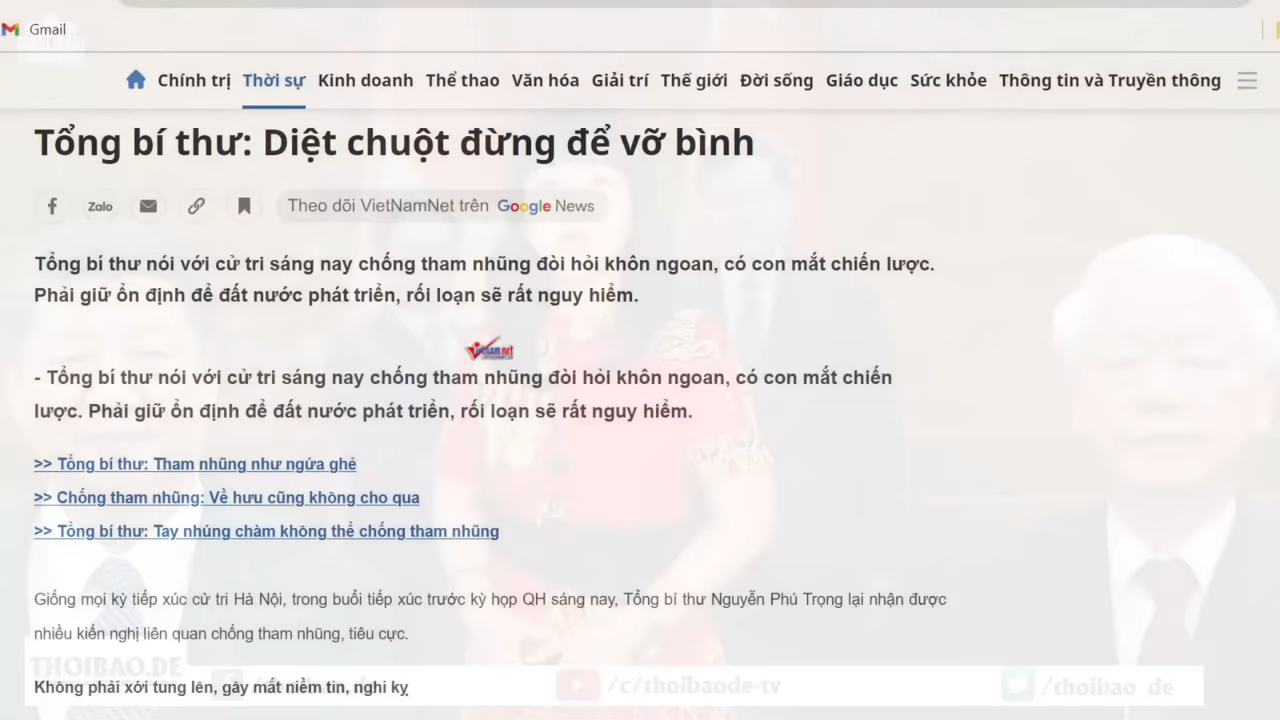 Gmail
Chính trị Thời sự Kinh doanh Thể thao Văn hóa Giải trí Thế giới Đời sống Giáo dục Sức khỏe Thông tin và Truyền thông
Tổng bí thư: Diệt chuột đừng để vỡ bình
Zalo Theo dõi VietNamNet trên Google News
Tổng bí thư nói với cử tri sáng nay chống tham nhũng đòi hỏi khôn ngoan, có con mắt chiến lược.
Phải giữ ổn định để đất nước phát triển, rối loạn sẽ rất nguy hiểm.
- Tổng bí thư nói với cử tri sáng nay chống tham nhũng đòi hỏi khôn ngoan, có con mắt chiến
lược. Phải giữ ổn định để đất nước phát triển, rối loạn sẽ rất nguy hiểm.
>> Tổng bí thư: Tham nhũng như ngứa ghẻ
>> Chống tham nhũng: Về hưu cũng không cho qua
>> Tổng bí thư: Tay nhúng chàm không thể chống tham nhũng
Giống mọi kỳ tiếp xúc cử tri Hà Nội, trong buổi tiếp xúc trước kỳ họp QH sáng nay, Tổng bí thư Nguyễn Phú Trọng lại nhận được
nhiều kiến nghị liên quan chống tham nhũng, tiêu cực.
THOIBAO.DE
Không phải xới tung lên, gây mất niềm tin, nghi kỵ
/c/thoibaode-tv
/thoibao_de